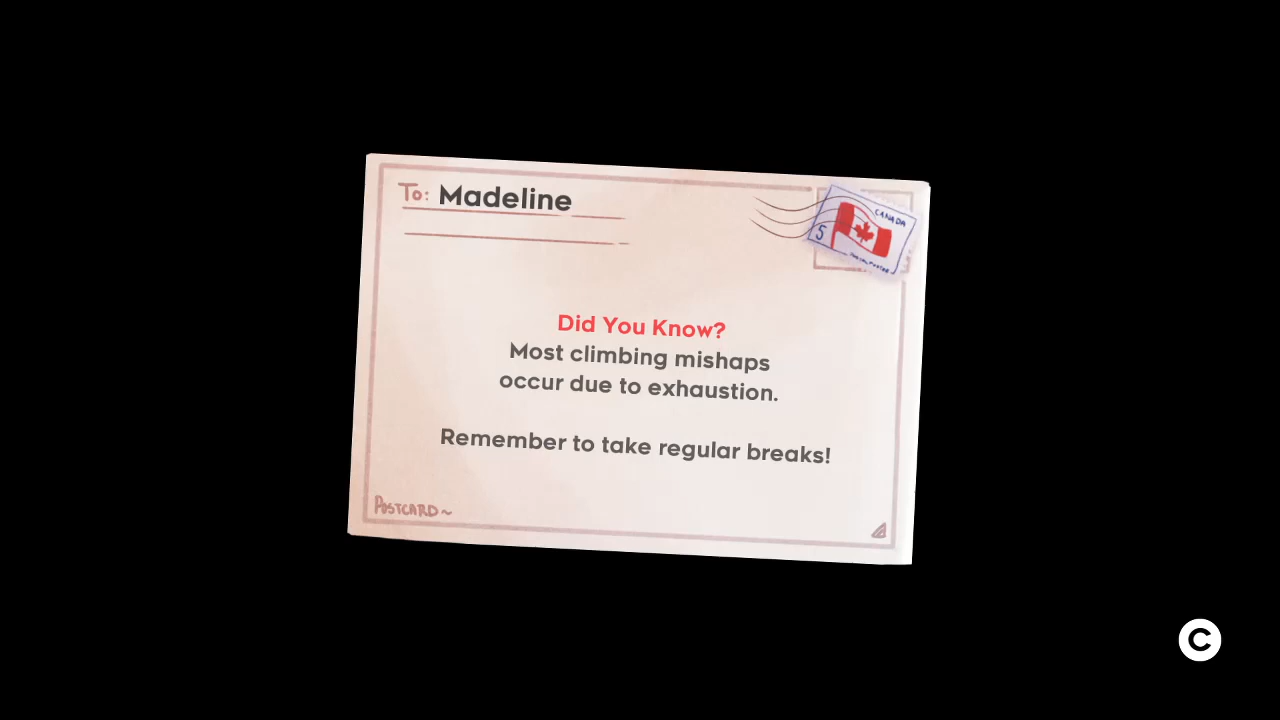 To: Madeline
CANADA
5
Did You Know?
Most climbing mishaps
occur due to exhaustion.
Remember to take regular breaks!
POSTCARD~
C